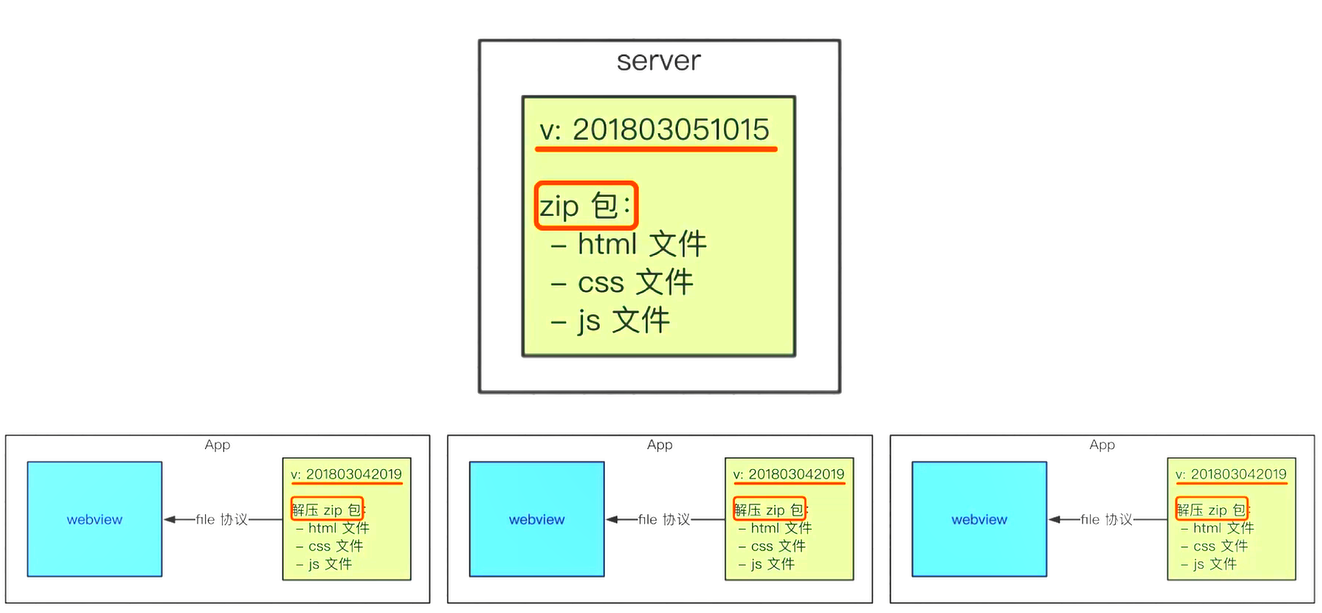 server
v: 201803051015
zip 包:
– html 文件
– css 文件
– js 文件
App
webview
file 协议
v: 201803042019
解压 zip 包:
– html 文件
– css 文件
– js 文件
App
webview
file 协议
v: 201803042019
解压 zip 包:
– html 文件
– css 文件
– js 文件
App
webview
file 协议
v: 201803042019
解压 zip 包:
– html 文件
– css 文件
– js 文件